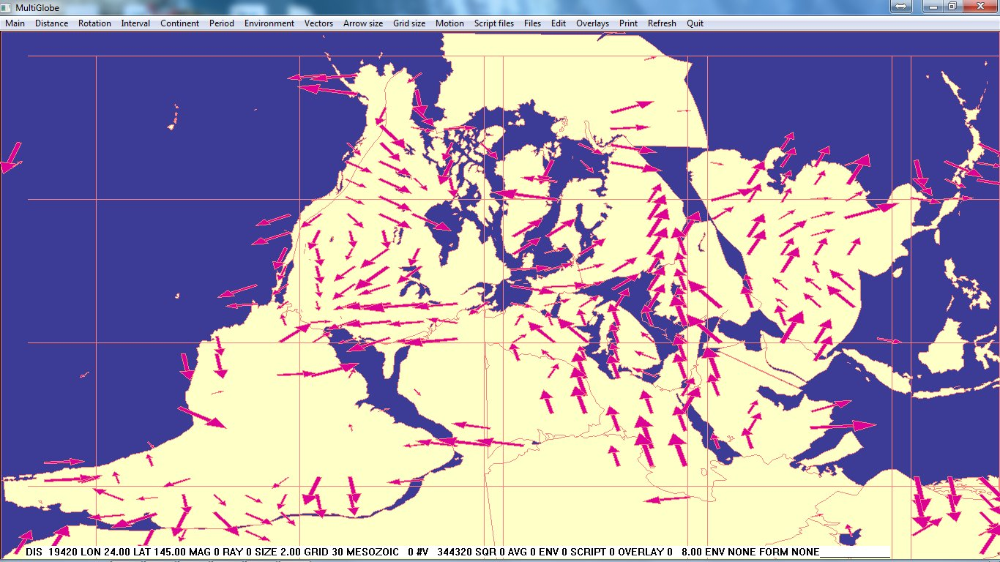 MultiGlobe
Main Distance Rotation Interval Continent Period Environment Vectors Arrow size Grid size Motion Script files Files Edit Overlays Print Refresh Quit
DIS 19420 LON 24.00 LAT 145.00 MAG 0 RAY 0 SIZE 2.00 GRID 30 MESOZOIC 0 #V 344320 SQR 0 AVG 0 ENV 0 SCRIPT 0 OVERLAY 0 8.00 ENV NONE FORM NONE